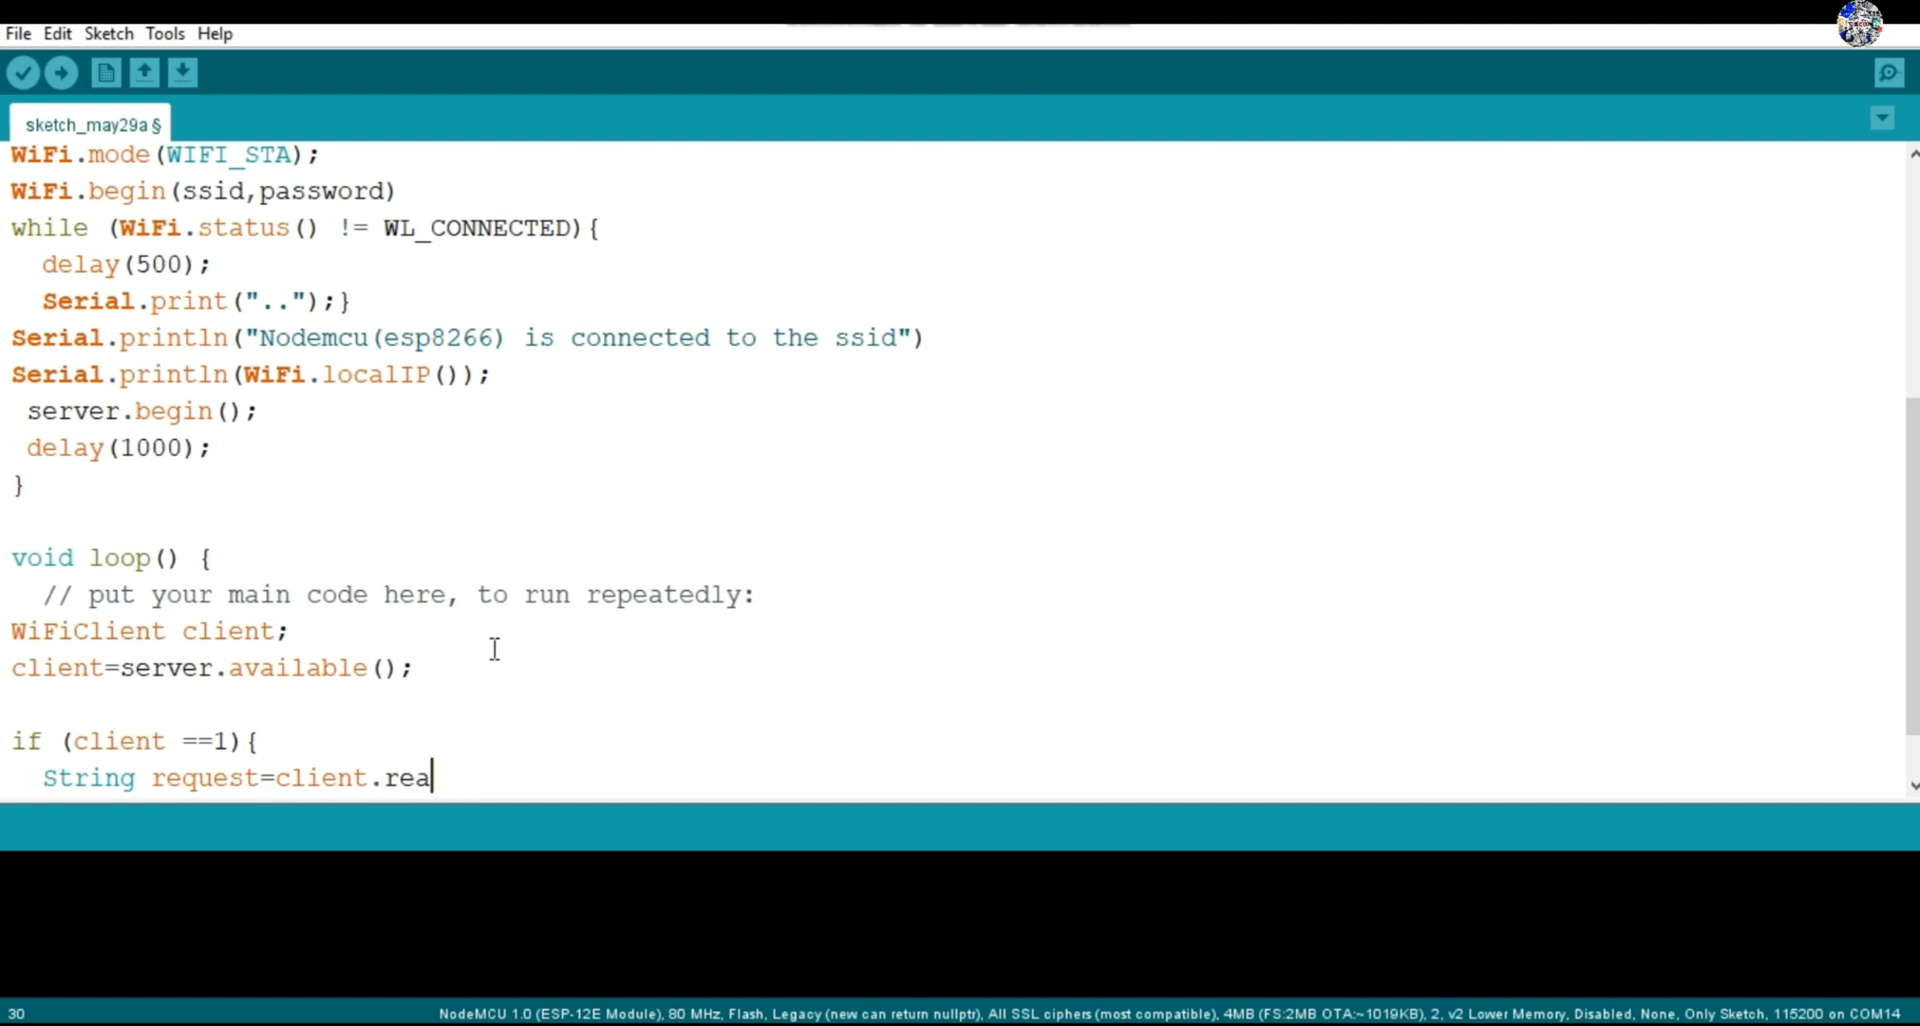 File Edit Sketch Tools Help
sketch_may29a §
WiFi.mode(WIFI_STA);
WiFi.begin(ssid,password)
while (WiFi.status() != WL_CONNECTED){
  delay(500);
  Serial.print("..");}
Serial.println("Nodemcu(esp8266) is connected to the ssid")
Serial.println(WiFi.localIP());
 server.begin();
 delay(1000);
}
void loop() {
  // put your main code here, to run repeatedly:
WiFiClient client;
client=server.available();
if (client ==1){
  String request=client.rea
30 NodeMCU 1.0 (ESP-12E Module), 80 MHz, Flash, Legacy (new can return nullptr), All SSL ciphers (most compatible), 4MB (FS:2MB OTA:~1019KB), 2, v2 Lower Memory, Disabled, None, Only Sketch, 115200 on COM14